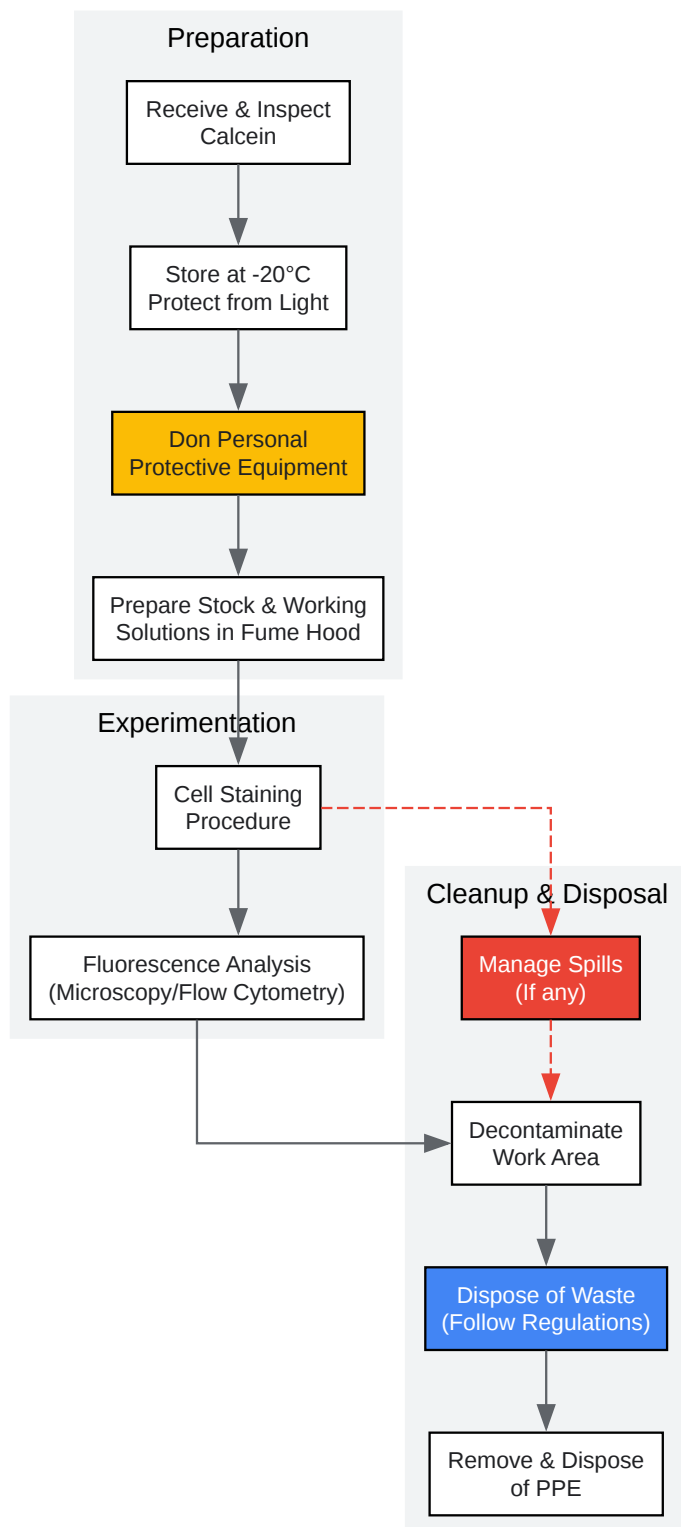 Preparation
Receive & Inspect
Calcein
Store at -20°C
Protect from Light
Don Personal
Protective Equipment
Prepare Stock & Working
Solutions in Fume Hood
Experimentation
Cell Staining
Procedure
Fluorescence Analysis
(Microscopy/Flow Cytometry)
Cleanup & Disposal
Manage Spills
(If any)
Decontaminate
Work Area
Dispose of Waste
(Follow Regulations)
Remove & Dispose
of PPE